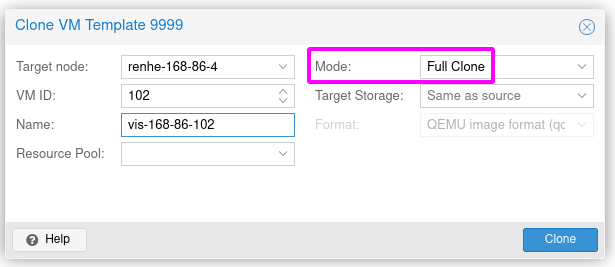 Clone VM Template 9999
Target node: renhe-168-86-4 Mode: Full Clone
VM ID: 102 Target Storage: Same as source
Name: vis-168-86-102 Format: QEMU image format (qc
Resource Pool:
Help Clone